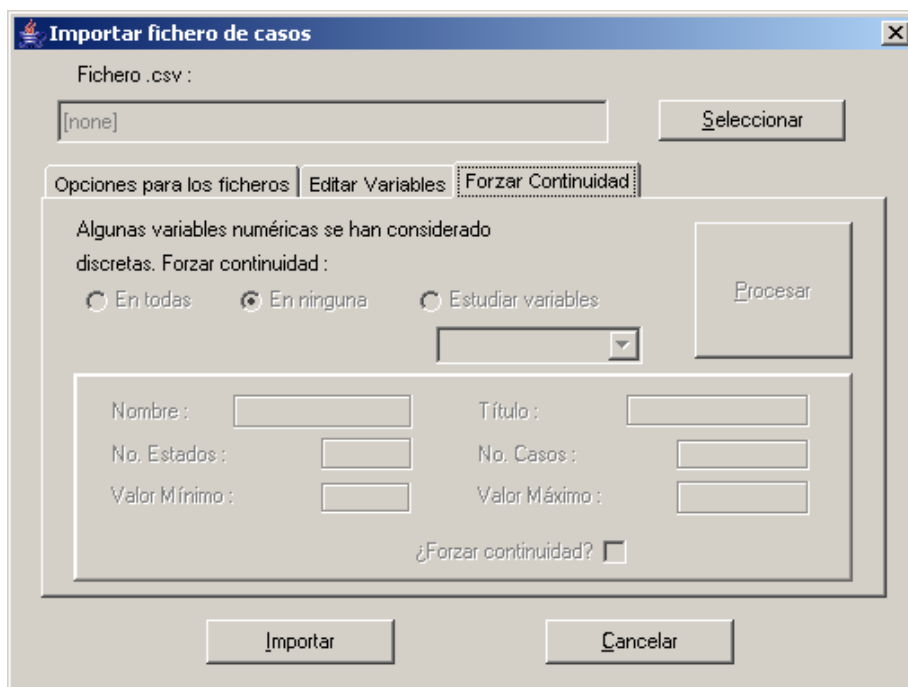 Importar fichero de casos
Fichero .csv :
[none]
Seleccionar
Opciones para los ficheros
Editar Variables
Forzar Continuidad
Algunas variables numéricas se han considerado
discretas. Forzar continuidad :
En todas
En ninguna
Estudiar variables
Procesar
Nombre :
Título :
No. Estados :
No. Casos :
Valor Mínimo :
Valor Máximo :
¿Forzar continuidad?
Importar
Cancelar